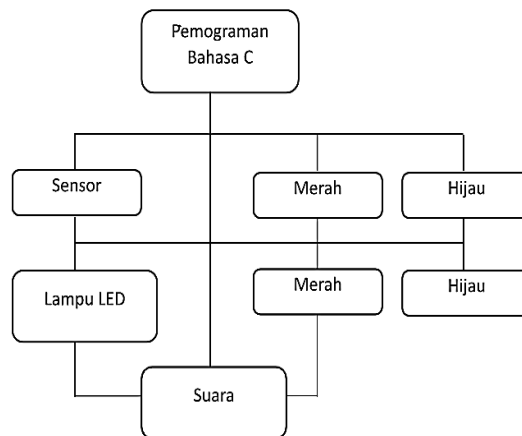 Pemograman
Bahasa C
Sensor
Merah
Hijau
Lampu LED
Merah
Hijau
Suara